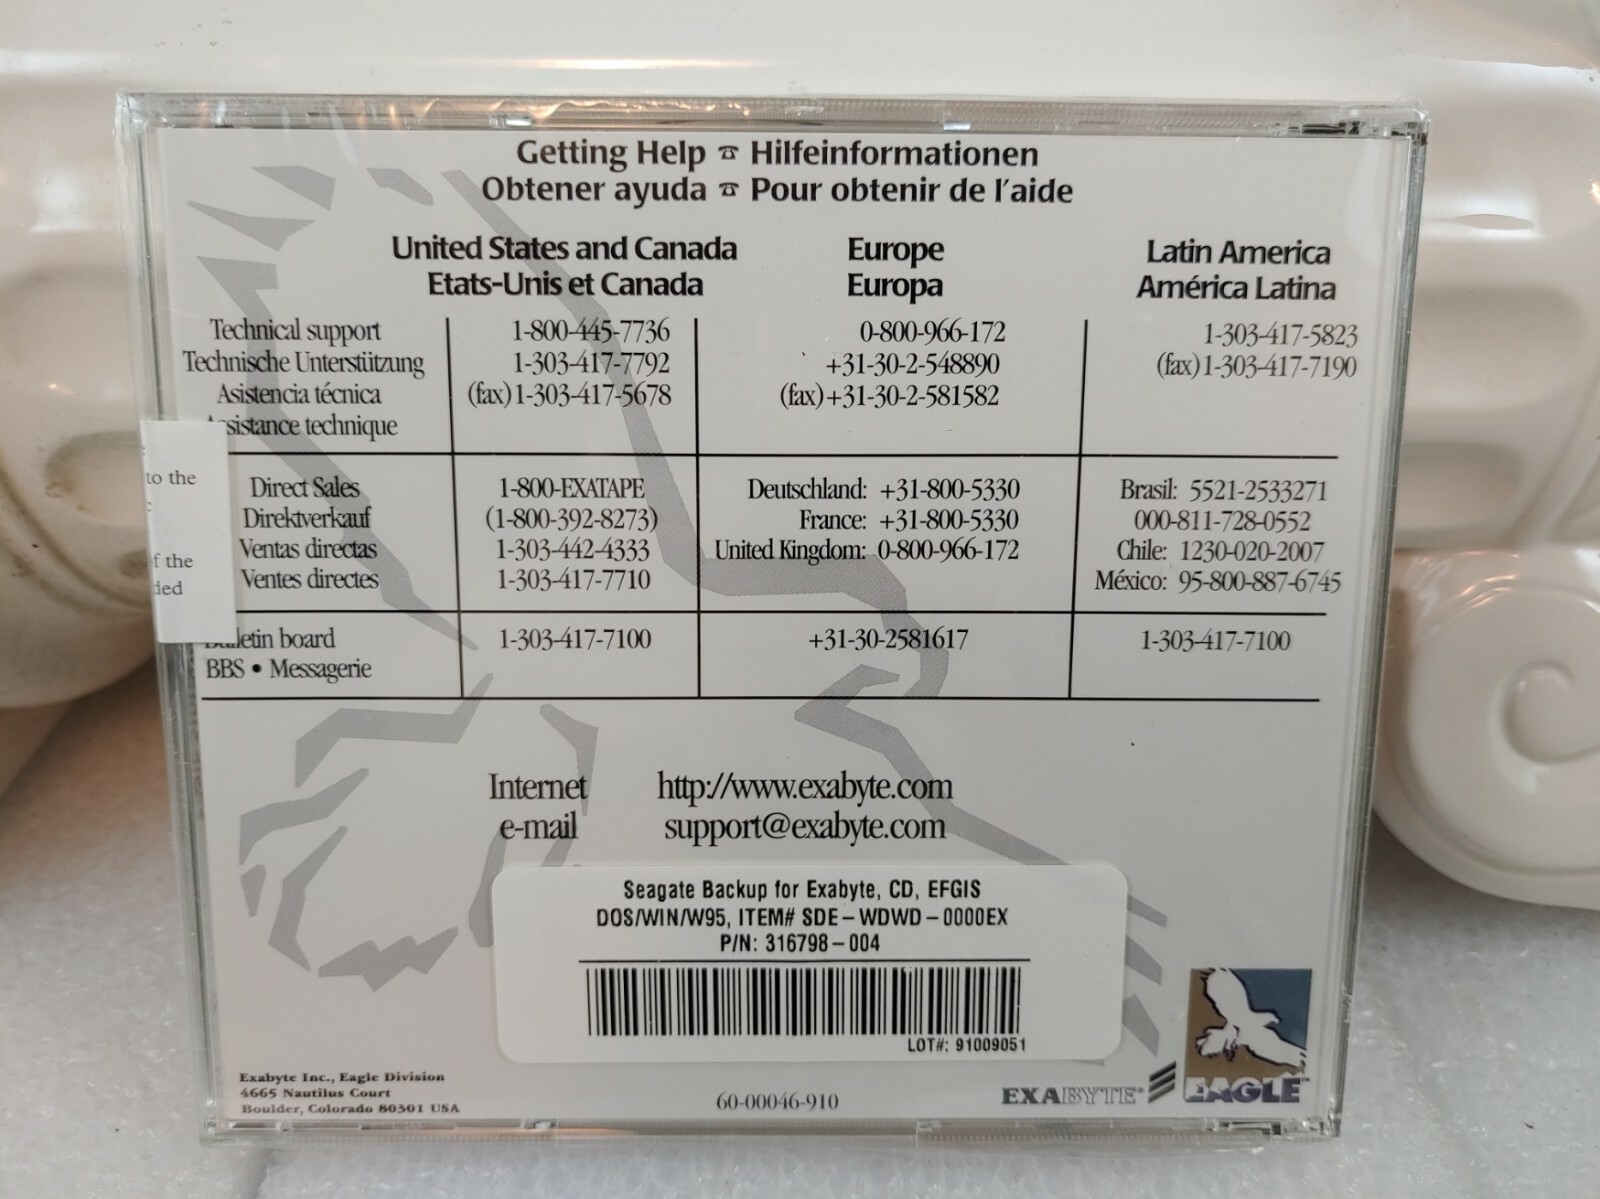 Getting Help ☎ Hilfeinformationen
Obtener ayuda ☎ Pour obtenir de l'aide
United States and Canada
Etats-Unis et Canada
Europe
Europa
Latin America
América Latina
Technical support
Technische Unterstützung
Asistencia técnica
Assistance technique
1-800-445-7736
1-303-417-7792
(fax)1-303-417-5678
0-800-966-172
+31-30-2-548890
(fax)+31-30-2-581582
1-303-417-5823
(fax)1-303-417-7190
to the
f the
ded
Direct Sales
Direktverkauf
Ventas directas
Ventes directes
1-800-EXATAPE
(1-800-392-8273)
1-303-442-4333
1-303-417-7710
Deutschland: +31-800-5330
France: +31-800-5330
United Kingdom: 0-800-966-172
Brasil: 5521-2533271
000-811-728-0552
Chile: 1230-020-2007
México: 95-800-887-6745
Bulletin board
BBS • Messagerie
1-303-417-7100
+31-30-2581617
1-303-417-7100
Internet http://www.exabyte.com
e-mail support@exabyte.com
Seagate Backup for Exabyte, CD, EFGIS
DOS/WIN/W95, ITEM# SDE-WDWD-0000EX
P/N: 316798-004
LOT#: 91009051
Exabyte Inc., Eagle Division
4665 Nautilus Court
Boulder, Colorado 80301 USA
60-00046-910
EXABYTE®
EAGLE™